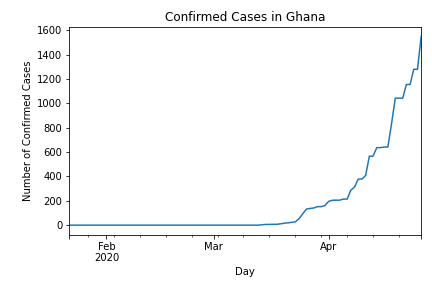 Confirmed Cases in Ghana
1600
1400
1200
1000
800
600
400
200
0
Number of Confirmed Cases
Feb
2020
Mar
Apr
Day